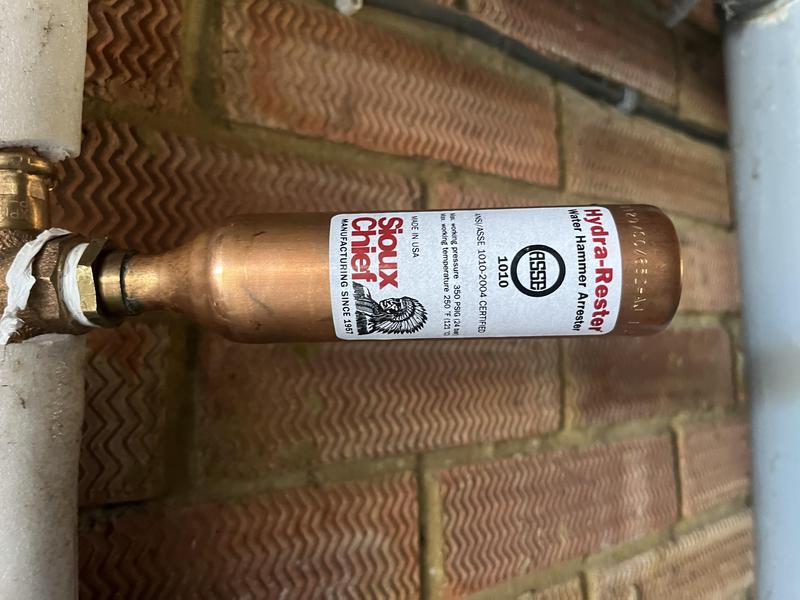 Hydra-Rester
Water Hammer Arrester
ASSE
1010
ANSI/ASSE 1010-2004 CERTIFIED
Max. working pressure 350 PSIG (24 bar)
Max. working temperature 250 °F (121 °C)
MADE IN USA
Sioux
Chief
MANUFACTURING SINCE 1957